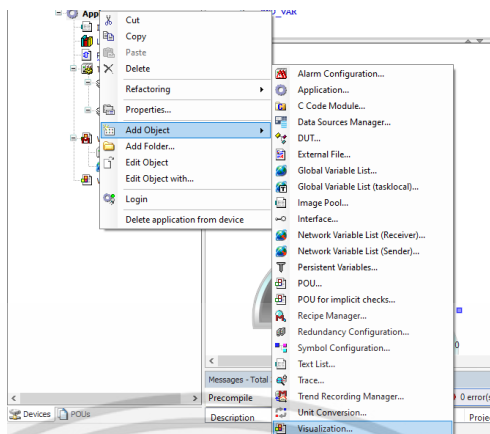 Appl
END_VAR
Cut
Copy
Paste
Delete
Refactoring
Properties...
Add Object
Add Folder...
Edit Object
Edit Object with...
Login
Delete application from device
Alarm Configuration...
Application...
C Code Module...
Data Sources Manager...
DUT...
External File...
Global Variable List...
Global Variable List (tasklocal)...
Image Pool...
Interface...
Network Variable List (Receiver)...
Network Variable List (Sender)...
Persistent Variables...
POU...
POU for implicit checks...
Recipe Manager...
Redundancy Configuration...
Symbol Configuration...
Text List...
Trace...
Trend Recording Manager...
Unit Conversion...
Visualization...
Messages - Total
Precompile
0 error(s
Devices
POUs
Description
Proje